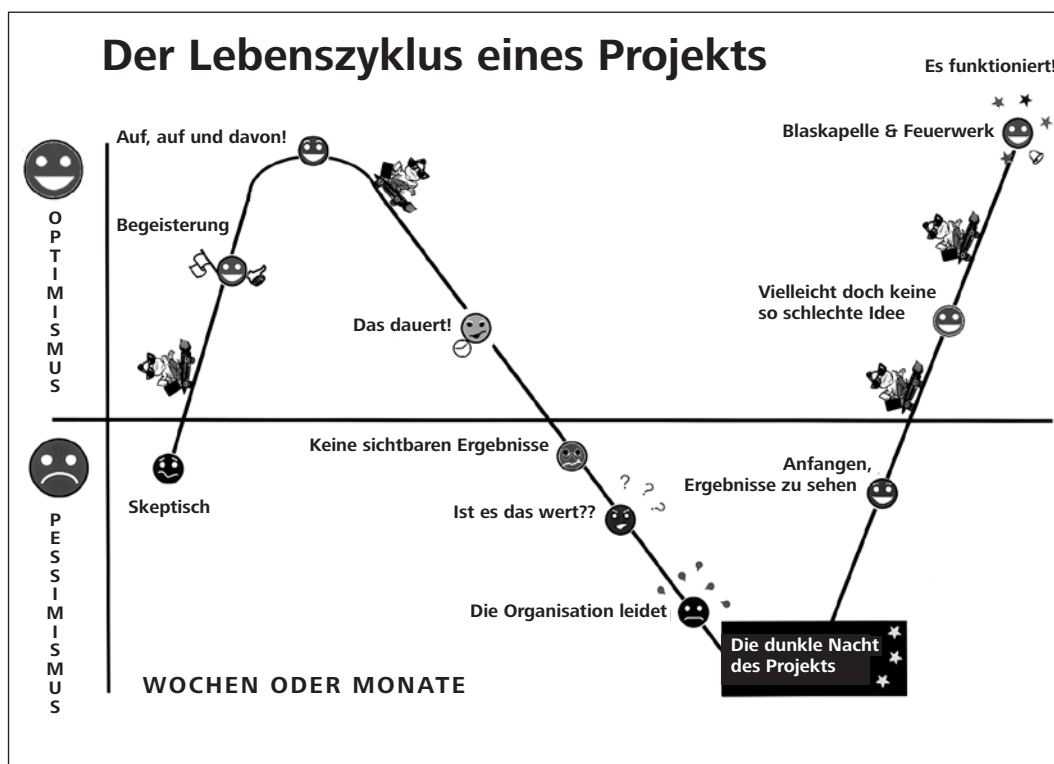 Der Lebenszyklus eines Projekts
Es funktioniert!
Auf, auf und davon!
Blaskapelle & Feuerwerk
OPTIMISMUS
Begeisterung
Das dauert!
Vielleicht doch keine
so schlechte Idee
Keine sichtbaren Ergebnisse
Anfangen,
Ergebnisse zu sehen
Skeptisch
Ist es das wert??
? ? ?
PESSIMISMUS
Die Organisation leidet
Die dunkle Nacht
des Projekts
WOCHEN ODER MONATE